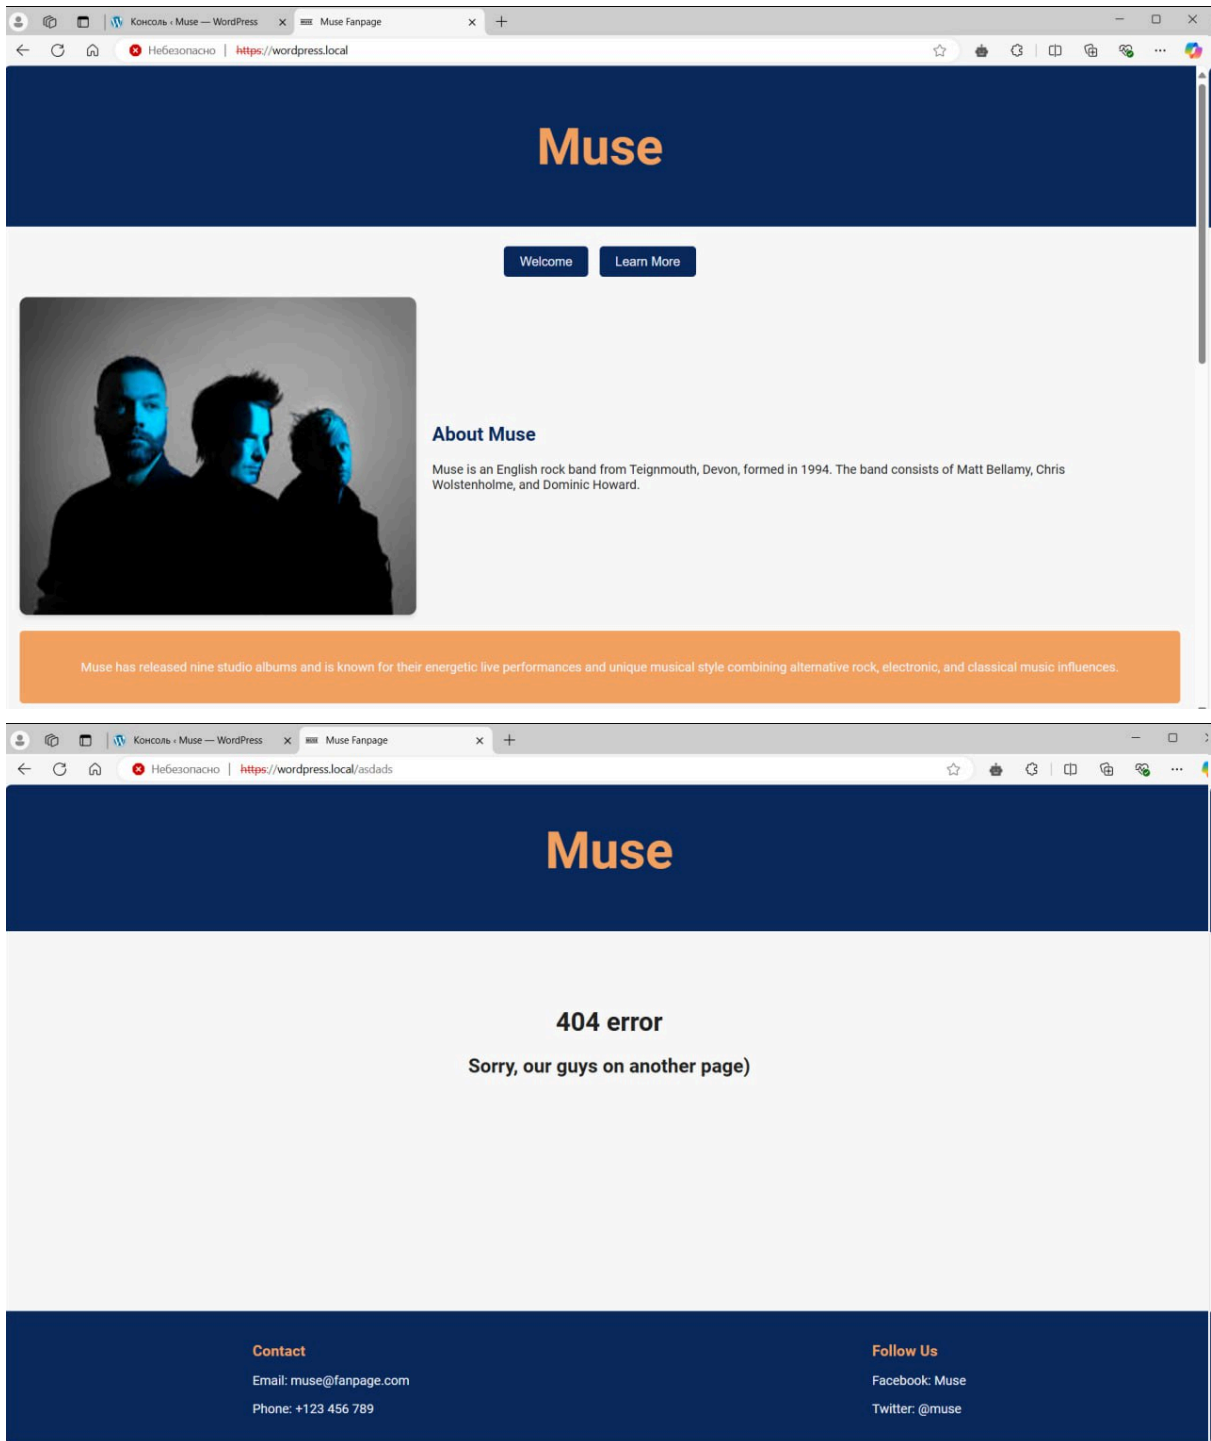 Консоль ‹ Muse — WordPress
Muse Fanpage
Небезопасно
https://wordpress.local
Muse
Welcome
Learn More
About Muse
Muse is an English rock band from Teignmouth, Devon, formed in 1994. The band consists of Matt Bellamy, Chris
Wolstenholme, and Dominic Howard.
Muse has released nine studio albums and is known for their energetic live performances and unique musical style combining alternative rock, electronic, and classical music influences.
Консоль ‹ Muse — WordPress
Muse Fanpage
Небезопасно
https://wordpress.local/asdads
Muse
404 error
Sorry, our guys on another page)
Contact
Follow Us
Email: muse@fanpage.com
Facebook: Muse
Phone: +123 456 789
Twitter: @muse